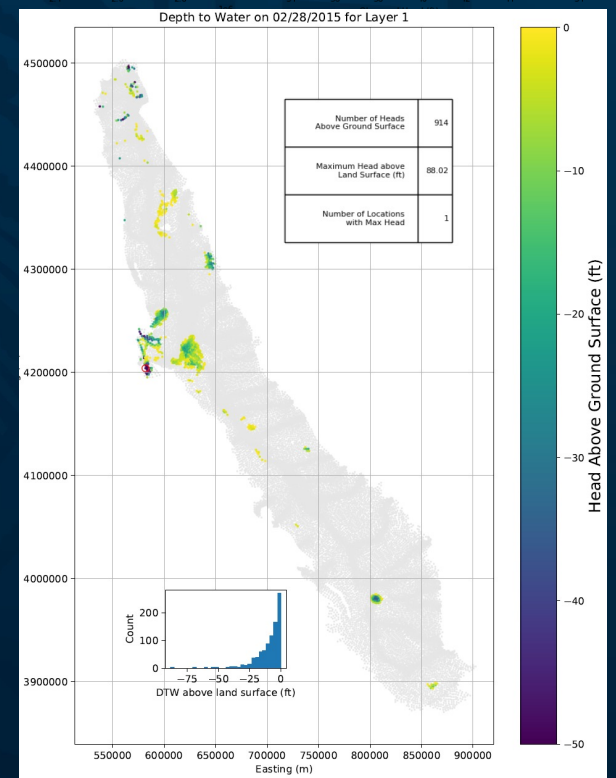 Depth to Water on 02/28/2015 for Layer 1
4500000
4400000
4300000
4200000
4100000
4000000
3900000
Number of Heads
Above Ground Surface
914
Maximum Head above
Land Surface (ft)
88.02
Number of Locations
with Max Head
1
Count
200
100
0
−75
−50
−25
0
DTW above land surface (ft)
550000
600000
650000
700000
750000
800000
850000
900000
Easting (m)
0
−10
−20
−30
−40
−50
Head Above Ground Surface (ft)